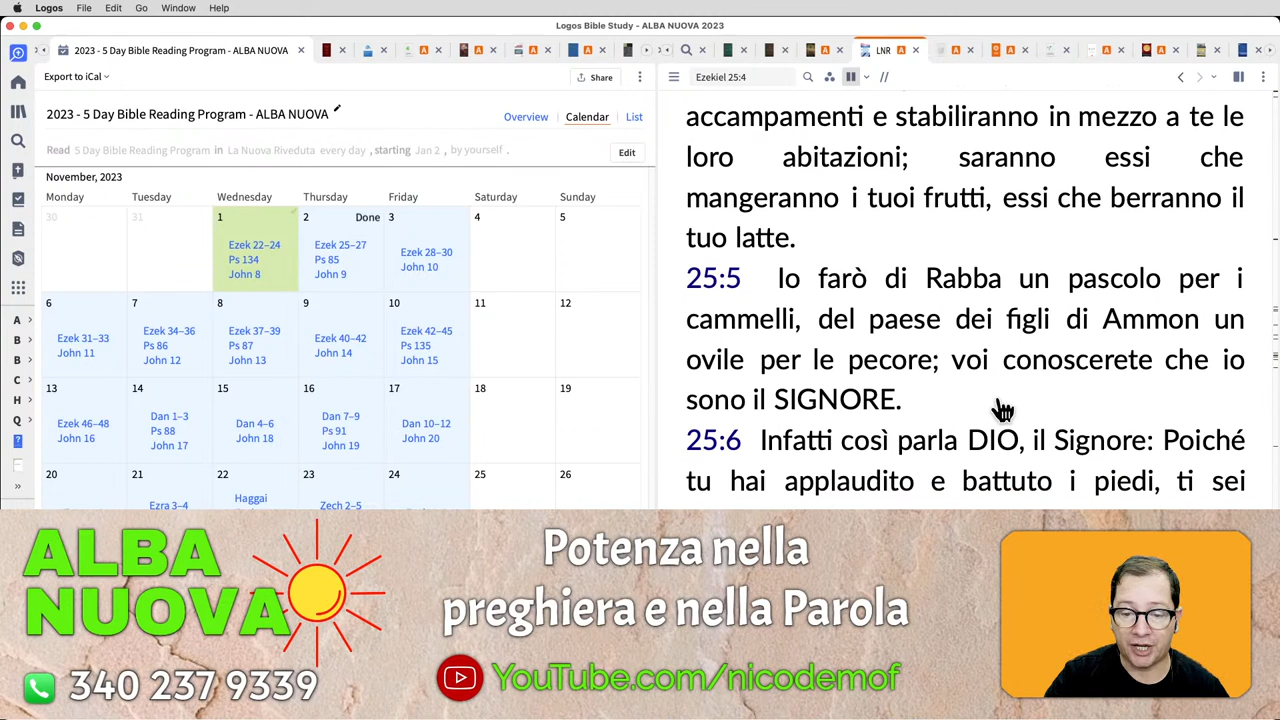 Logos File Edit Go Window Help
Logos Bible Study - ALBA NUOVA 2023
2023 - 5 Day Bible Reading Program - ALBA NUOVA
LNR
Export to iCal
Share
Ezekiel 25:4
2023 - 5 Day Bible Reading Program - ALBA NUOVA
Overview Calendar List
Read 5 Day Bible Reading Program in La Nuova Riveduta every day , starting Jan 2 , by yourself .
Edit
November, 2023
Monday Tuesday Wednesday Thursday Friday Saturday Sunday
30 31 1 2 Done 3 4 5
Ezek 22–24
Ps 134
John 8
Ezek 25–27
Ps 85
John 9
Ezek 28–30
John 10
6 7 8 9 10 11 12
Ezek 31–33
John 11
Ezek 34–36
Ps 86
John 12
Ezek 37–39
Ps 87
John 13
Ezek 40–42
John 14
Ezek 42–45
Ps 135
John 15
13 14 15 16 17 18 19
Ezek 46–48
John 16
Dan 1–3
Ps 88
John 17
Dan 4–6
John 18
Dan 7–9
Ps 91
John 19
Dan 10–12
John 20
20 21 22 23 24 25 26
Ezra 3–4
Haggai
Zech 2–5
A
B
B
C
H
Q
accampamenti e stabiliranno in mezzo a te le
loro abitazioni; saranno essi che
mangeranno i tuoi frutti, essi che berranno il
tuo latte.
25:5 Io farò di Rabba un pascolo per i
cammelli, del paese dei figli di Ammon un
ovile per le pecore; voi conoscerete che io
sono il SIGNORE.
25:6 Infatti così parla DIO, il Signore: Poiché
tu hai applaudito e battuto i piedi, ti sei
ALBA
NUOVA
340 237 9339
Potenza nella
preghiera e nella Parola
YouTube.com/nicodemof